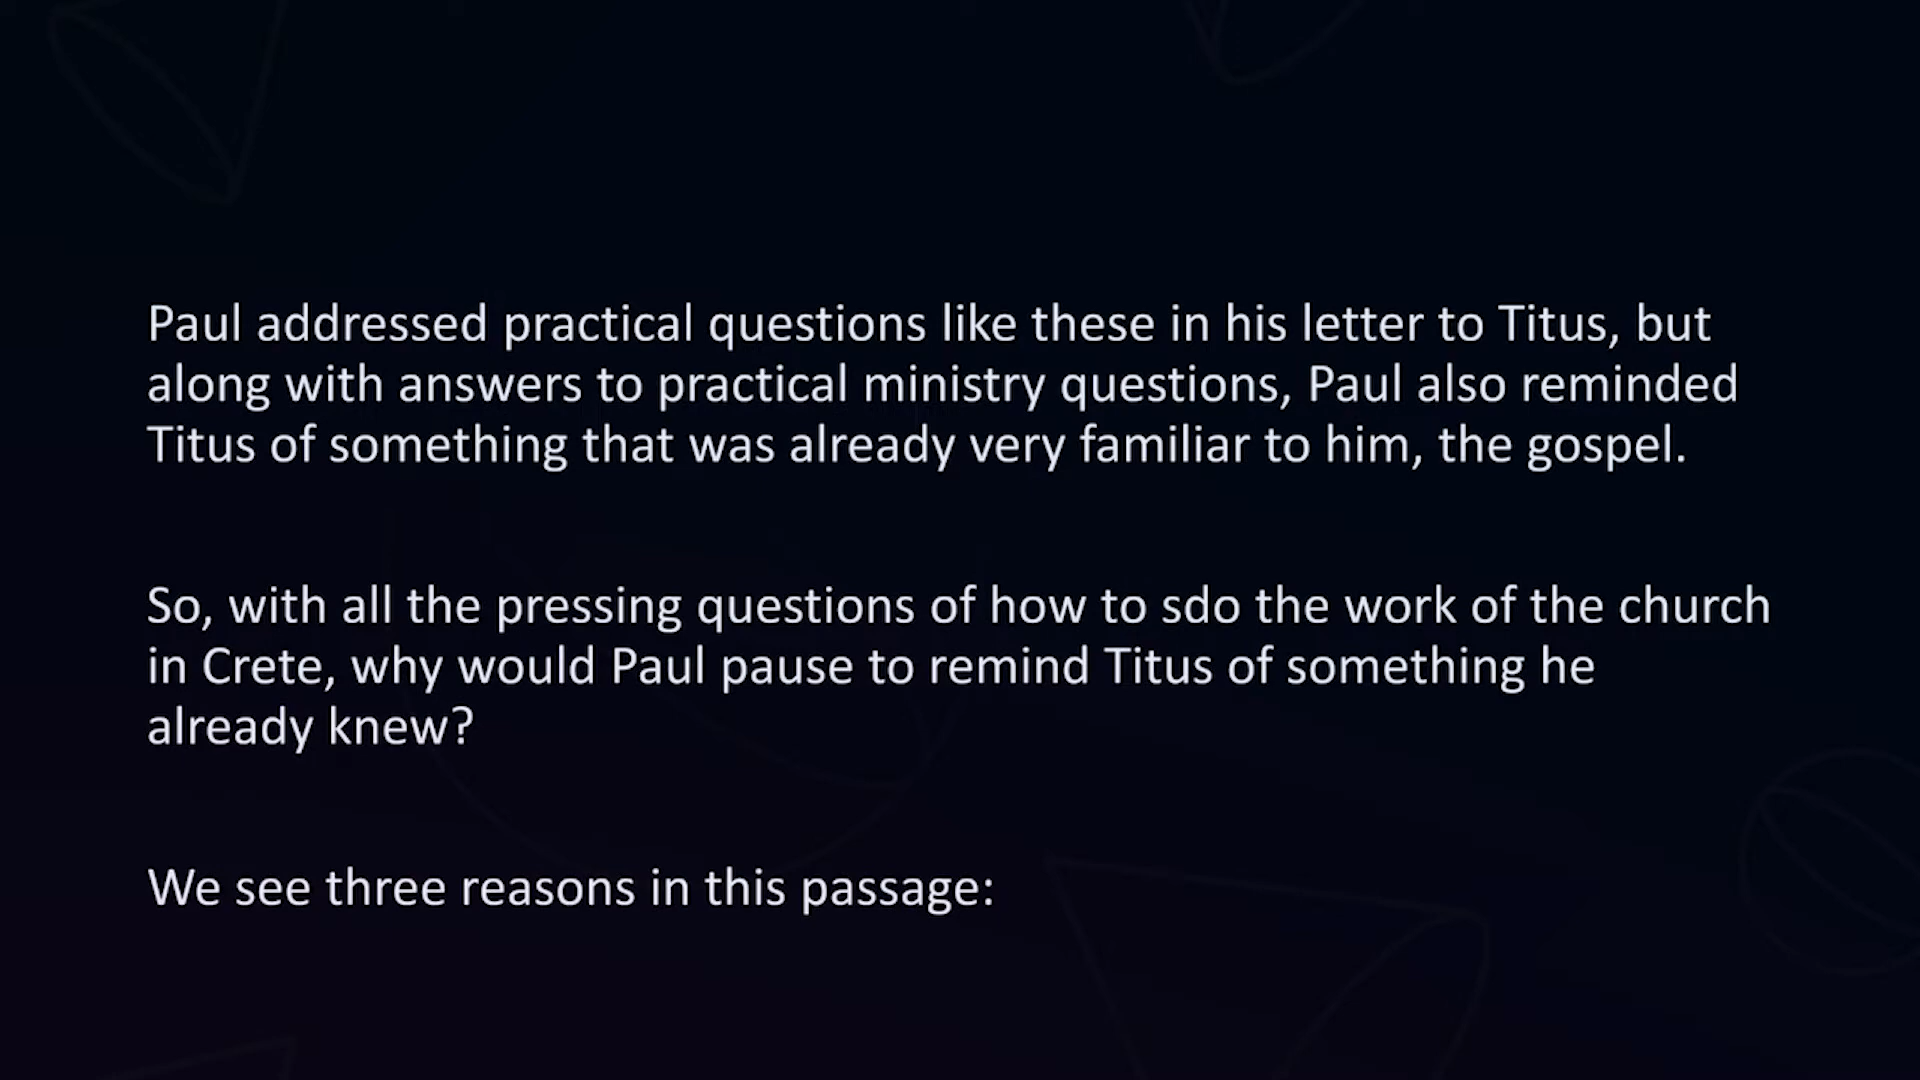 Paul addressed practical questions like these in his letter to Titus, but
along with answers to practical ministry questions, Paul also reminded
Titus of something that was already very familiar to him, the gospel.
So, with all the pressing questions of how to sdo the work of the church
in Crete, why would Paul pause to remind Titus of something he
already knew?
We see three reasons in this passage: